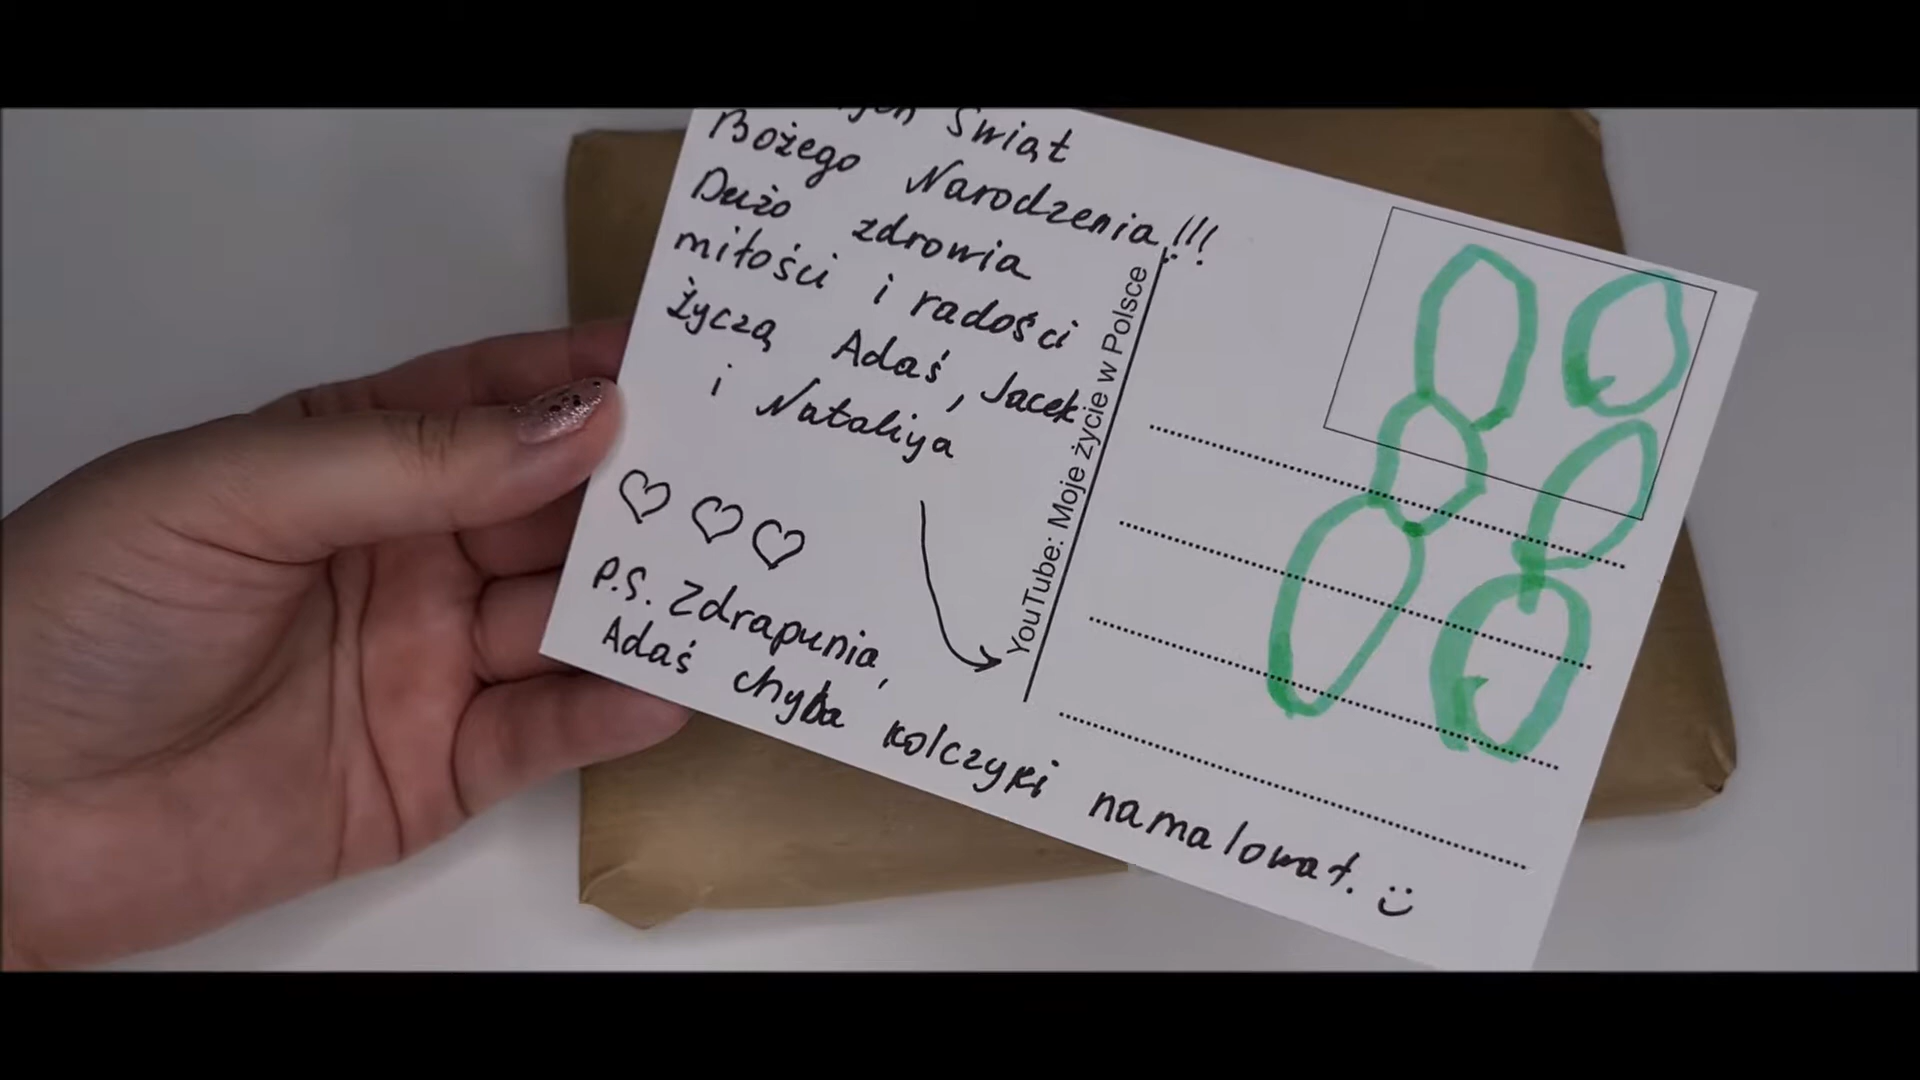 Świąt
Bożego Narodzenia!!!
Dużo zdrowia
miłości i radości
życzą Adaś, Jacek
i Nataliya
P.S. Zdrapunia,
Adaś chyba kolczyki namalował.
YouTube: Moje życie w Polsce